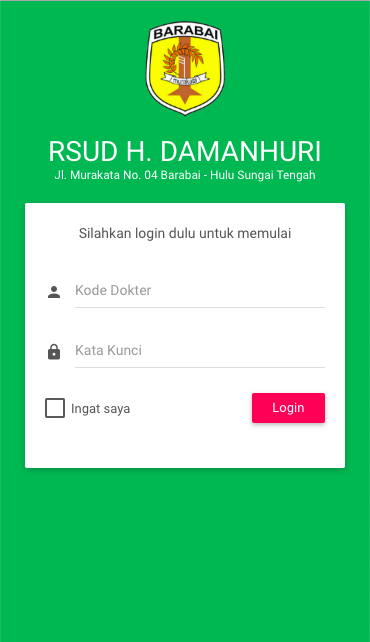 BARABAI
RSUD H. DAMANHURI
Jl. Murakata No. 04 Barabai - Hulu Sungai Tengah
Silahkan login dulu untuk memulai
Kode Dokter
Kata Kunci
Ingat saya
Login